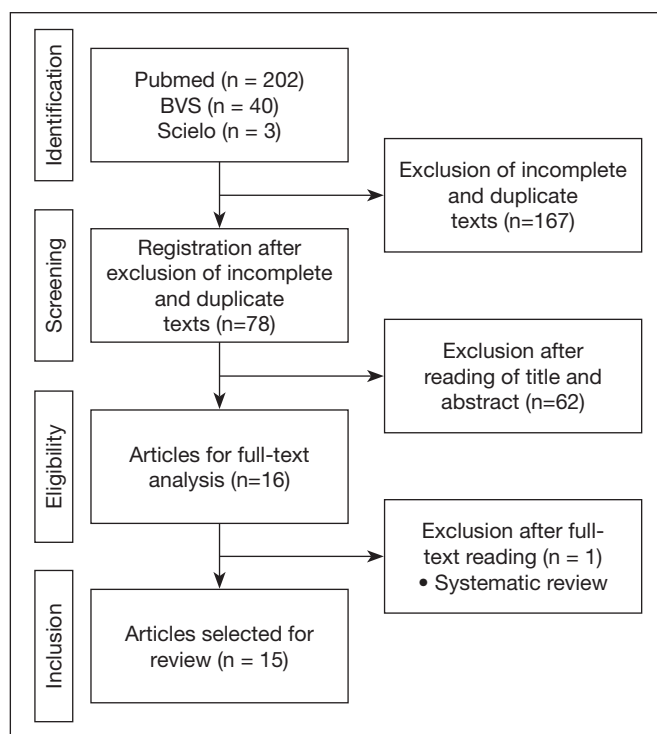 Identification
Pubmed (n = 202)
BVS (n = 40)
Scielo (n = 3)
Exclusion of incomplete
and duplicate
texts (n=167)
Screening
Registration after
exclusion of incomplete
and duplicate
texts (n=78)
Exclusion after
reading of title and
abstract (n=62)
Eligibility
Articles for full-text
analysis (n=16)
Exclusion after full-
text reading (n = 1)
• Systematic review
Inclusion
Articles selected for
review (n = 15)